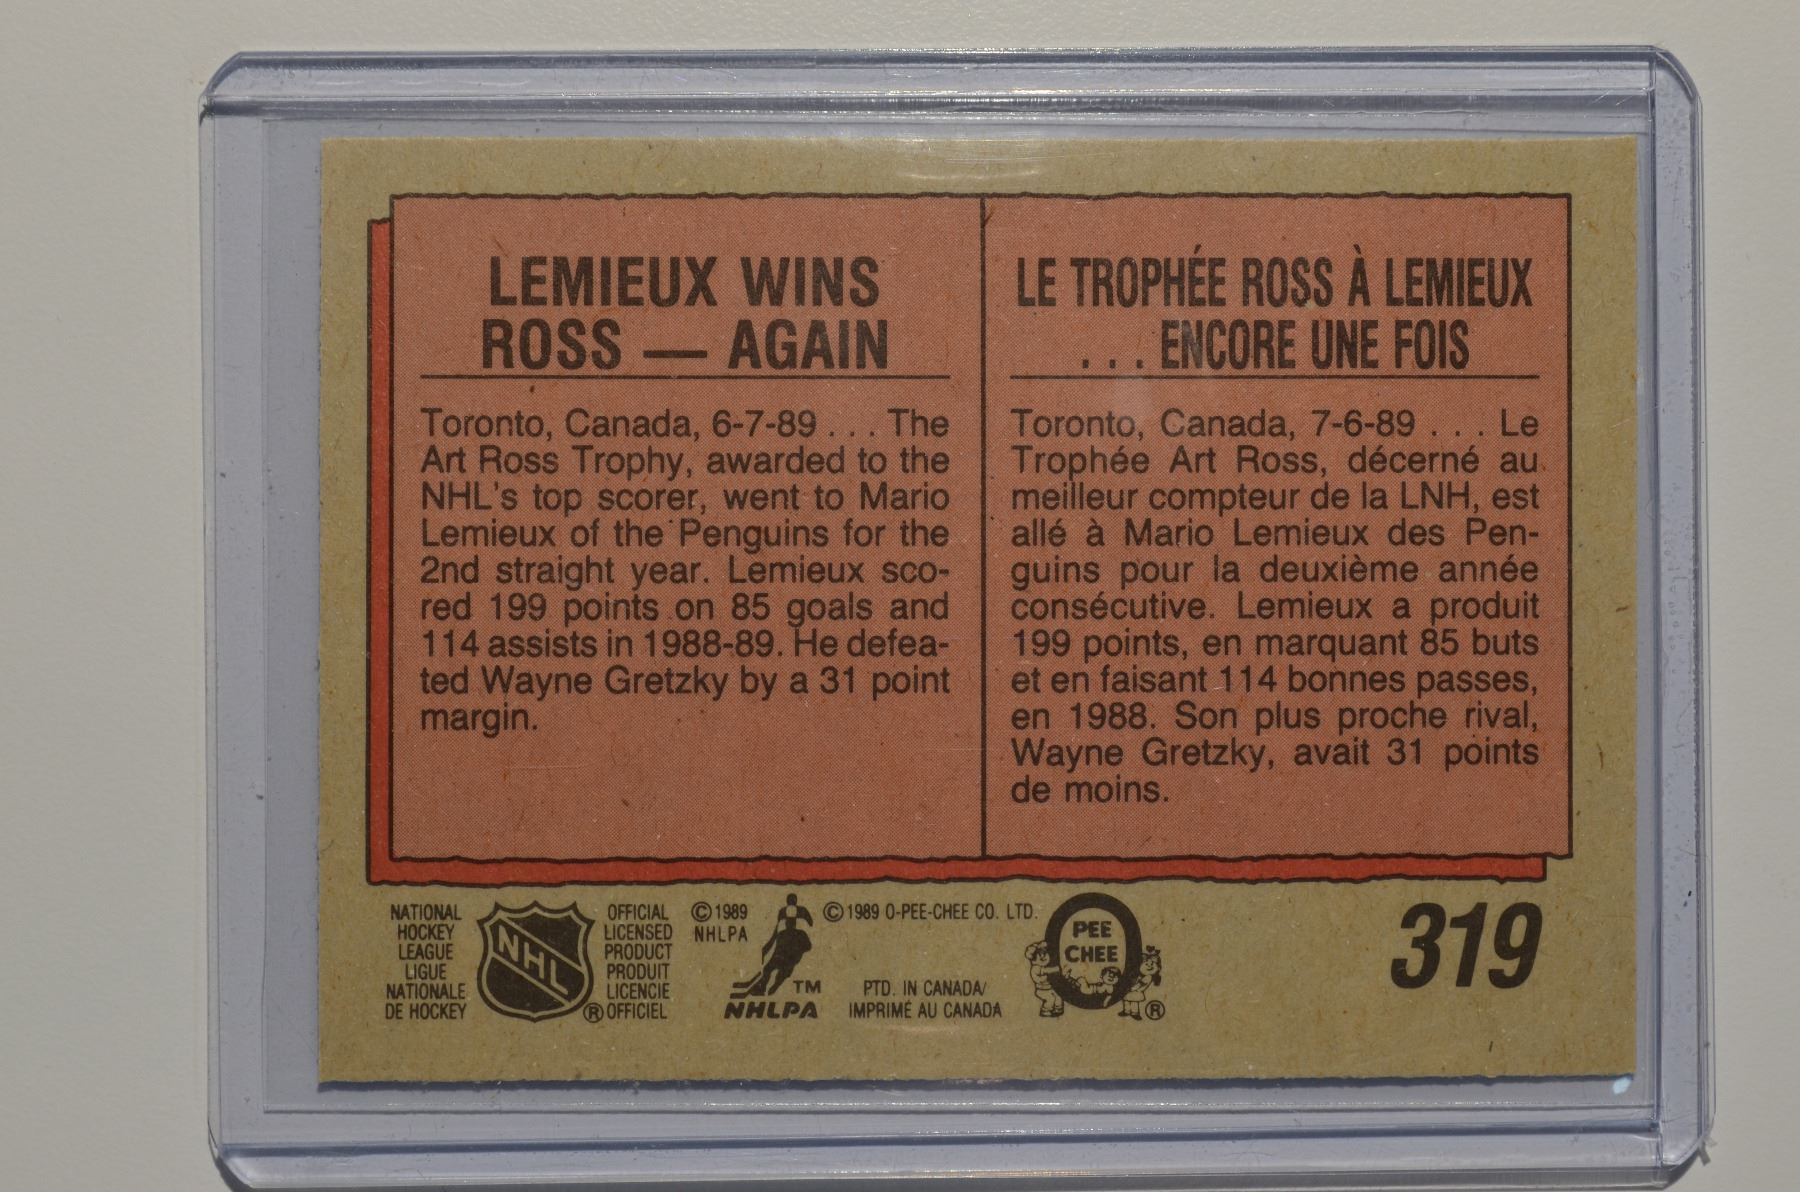 LEMIEUX WINS
ROSS — AGAIN
Toronto, Canada, 6-7-89 . . . The
Art Ross Trophy, awarded to the
NHL's top scorer, went to Mario
Lemieux of the Penguins for the
2nd straight year. Lemieux sco-
red 199 points on 85 goals and
114 assists in 1988-89. He defea-
ted Wayne Gretzky by a 31 point
margin.
LE TROPHÉE ROSS À LEMIEUX
. . . ENCORE UNE FOIS
Toronto, Canada, 7-6-89 . . . Le
Trophée Art Ross, décerné au
meilleur compteur de la LNH, est
allé à Mario Lemieux des Pen-
guins pour la deuxième année
consécutive. Lemieux a produit
199 points, en marquant 85 buts
et en faisant 114 bonnes passes,
en 1988. Son plus proche rival,
Wayne Gretzky, avait 31 points
de moins.
NATIONAL
HOCKEY
LEAGUE
LIGUE
NATIONALE
DE HOCKEY
NHL
®
OFFICIAL
LICENSED
PRODUCT
PRODUIT
LICENCIE
OFFICIEL
© 1989
NHLPA
TM
NHLPA
© 1989 O-PEE-CHEE CO. LTD.
PTD. IN CANADA/
IMPRIMÉ AU CANADA
O
PEE
CHEE
®
319